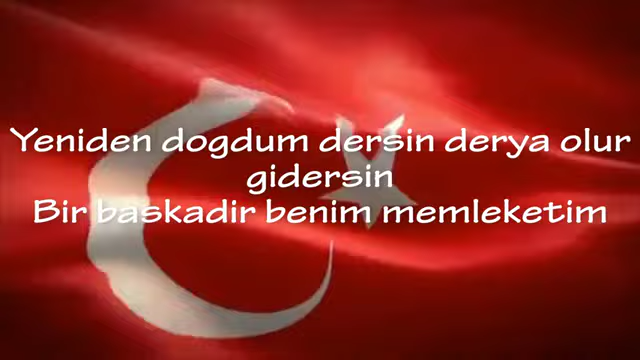 Yeniden dogdum dersin derya olur
gidersin
Bir baskadir benim memleketim